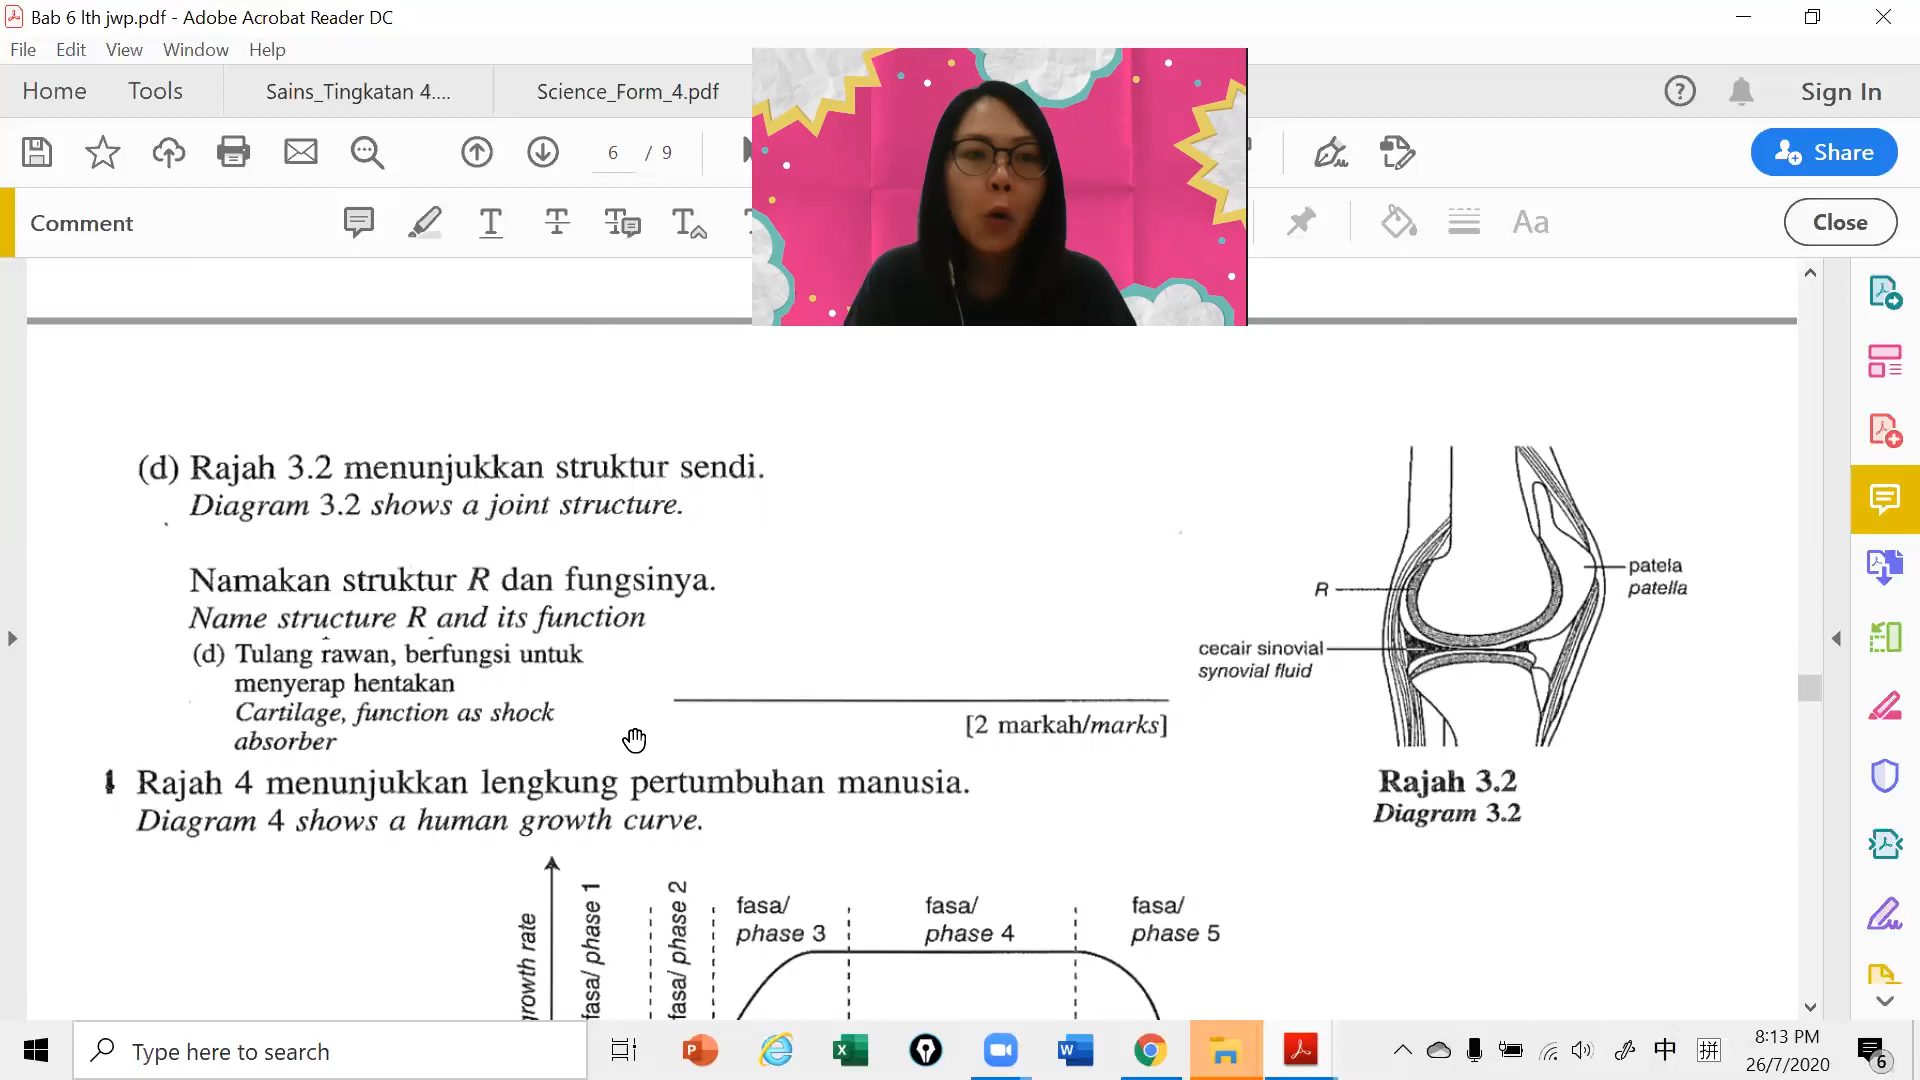 Bab 6 lth jwp.pdf - Adobe Acrobat Reader DC
File Edit View Window Help
Home Tools Sains_Tingkatan 4.... Science_Form_4.pdf Sign In
6 / 9 Share
Comment Aa Close
(d) Rajah 3.2 menunjukkan struktur sendi.
Diagram 3.2 shows a joint structure.
Namakan struktur R dan fungsinya.
Name structure R and its function
(d) Tulang rawan, berfungsi untuk
menyerap hentakan
Cartilage, function as shock
absorber
[2 markah/marks]
patela
patella
R
cecair sinovial
synovial fluid
Rajah 3.2
Diagram 3.2
Rajah 4 menunjukkan lengkung pertumbuhan manusia.
Diagram 4 shows a human growth curve.
growth rate
fasa/ phase 1
fasa/ phase 2
fasa/
phase 3
fasa/
phase 4
fasa/
phase 5
Type here to search
中 拼
8:13 PM
26/7/2020
6